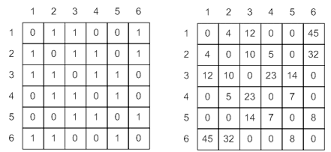 1 2 3 4 5 6
1 0 1 1 0 0 1
2 1 0 1 1 0 1
3 1 1 0 1 1 0
4 0 1 1 0 1 0
5 0 0 1 1 0 1
6 1 1 0 0 1 0
1 2 3 4 5 6
1 0 4 12 0 0 45
2 4 0 10 5 0 32
3 12 10 0 23 14 0
4 0 5 23 0 7 0
5 0 0 14 7 0 8
6 45 32 0 0 8 0